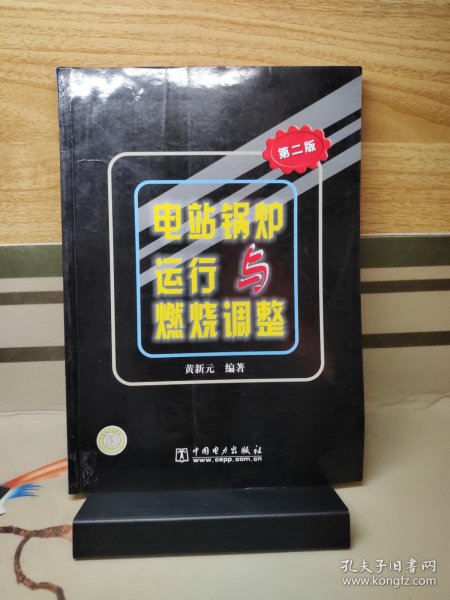 第二版
电站锅炉
运行与
燃烧调整
黄新元 编著
中国电力出版社
www.cepp.com.cn
孔夫子旧书网
www.kongfz.com